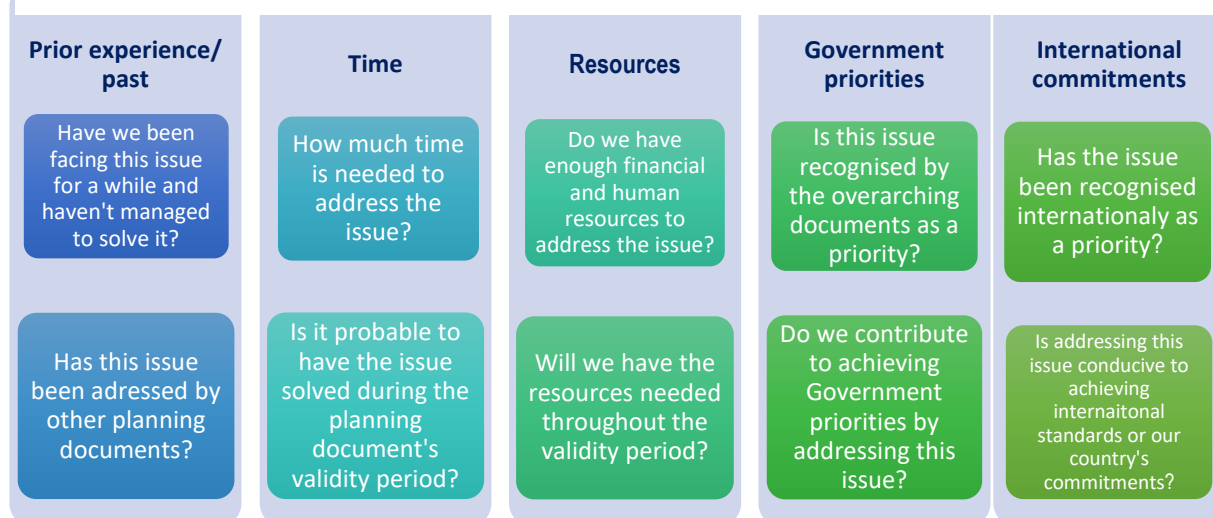 Prior experience/
past
Have we been
facing this issue
for a while and
haven't managed
to solve it?
Has this issue
been adressed by
other planning
documents?
Time
How much time
is needed to
address the
issue?
Is it probable to
have the issue
solved during the
planning
document's
validity period?
Resources
Do we have
enough financial
and human
resources to
address the issue?
Will we have the
resources needed
throughout the
validity period?
Government
priorities
Is this issue
recognised by
the overarching
documents as a
priority?
Do we contribute
to achieving
Government
priorities by
addressing this
issue?
International
commitments
Has the issue
been recognised
internationaly as
a priority?
Is addressing this
issue conducive to
achieving
internaitonal
standards or our
country's
commitments?